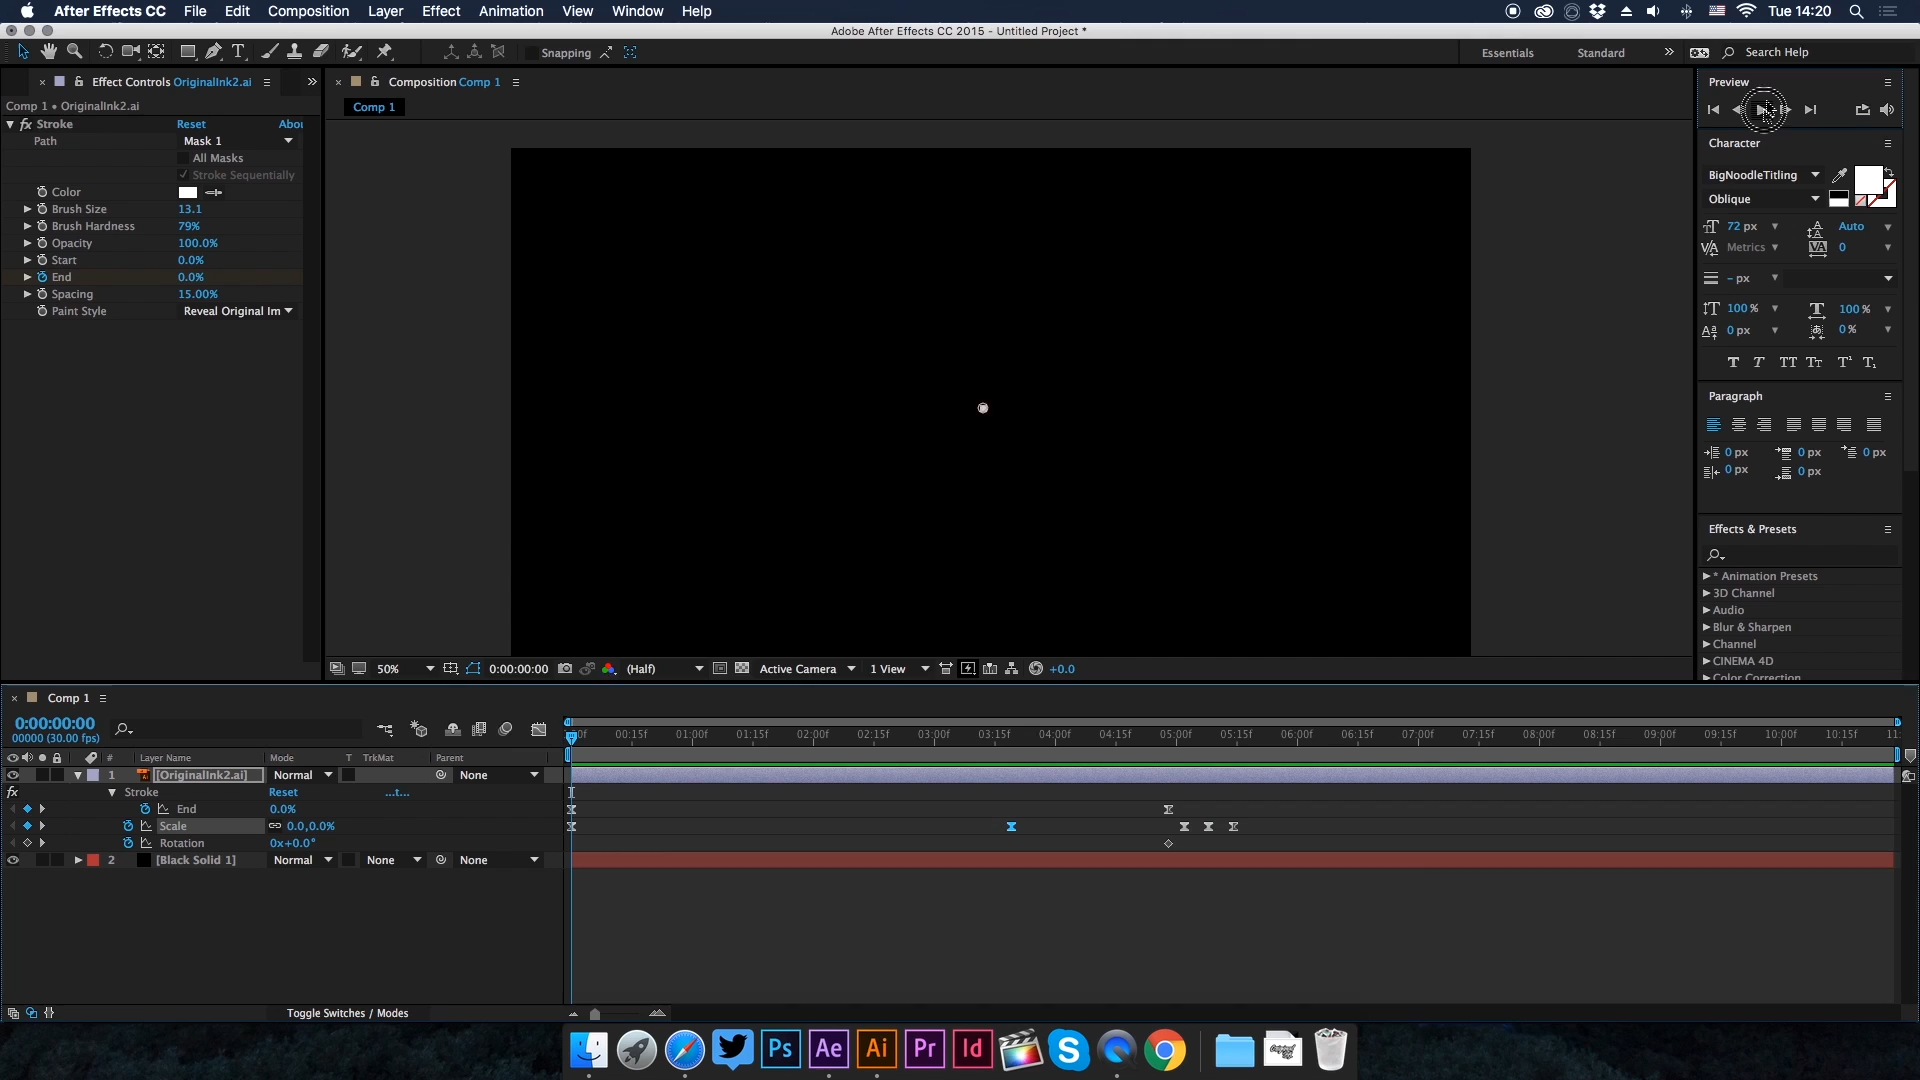 After Effects CC File Edit Composition Layer Effect Animation View Window Help Tue 14:20
Adobe After Effects CC 2015 - Untitled Project *
Snapping Essentials Standard Search Help
Effect Controls OriginalInk2.ai Composition Comp 1 Preview
Comp 1 • OriginalInk2.ai Comp 1
fx Stroke Reset Abou
Path Mask 1
All Masks
Stroke Sequentially
Color
Brush Size 13.1
Brush Hardness 79%
Opacity 100.0%
Start 0.0%
End 0.0%
Spacing 15.00%
Paint Style Reveal Original Im
Character
BigNoodleTitling
Oblique
72 px Auto
Metrics 0
- px
100 % 100 %
0 px 0 %
T T TT Tт T¹ T₁
Paragraph
0 px 0 px 0 px
0 px 0 px
Effects & Presets
* Animation Presets
3D Channel
Audio
Blur & Sharpen
Channel
CINEMA 4D
Color Correction
50% 0:00:00:00 (Half) Active Camera 1 View +0.0
Comp 1
0:00:00:00
00000 (30.00 fps)
00:15f 01:00f 01:15f 02:00f 02:15f 03:00f 03:15f 04:00f 04:15f 05:00f 05:15f 06:00f 06:15f 07:00f 07:15f 08:00f 08:15f 09:00f 09:15f 10:00f 10:15f 11:
# Layer Name Mode T TrkMat Parent
1 [OriginalInk2.ai] Normal None
fx Stroke Reset ...t...
End 0.0%
Scale 0.0,0.0%
Rotation 0x+0.0°
2 [Black Solid 1] Normal None None
Toggle Switches / Modes
Ps Ae Ai Pr Id